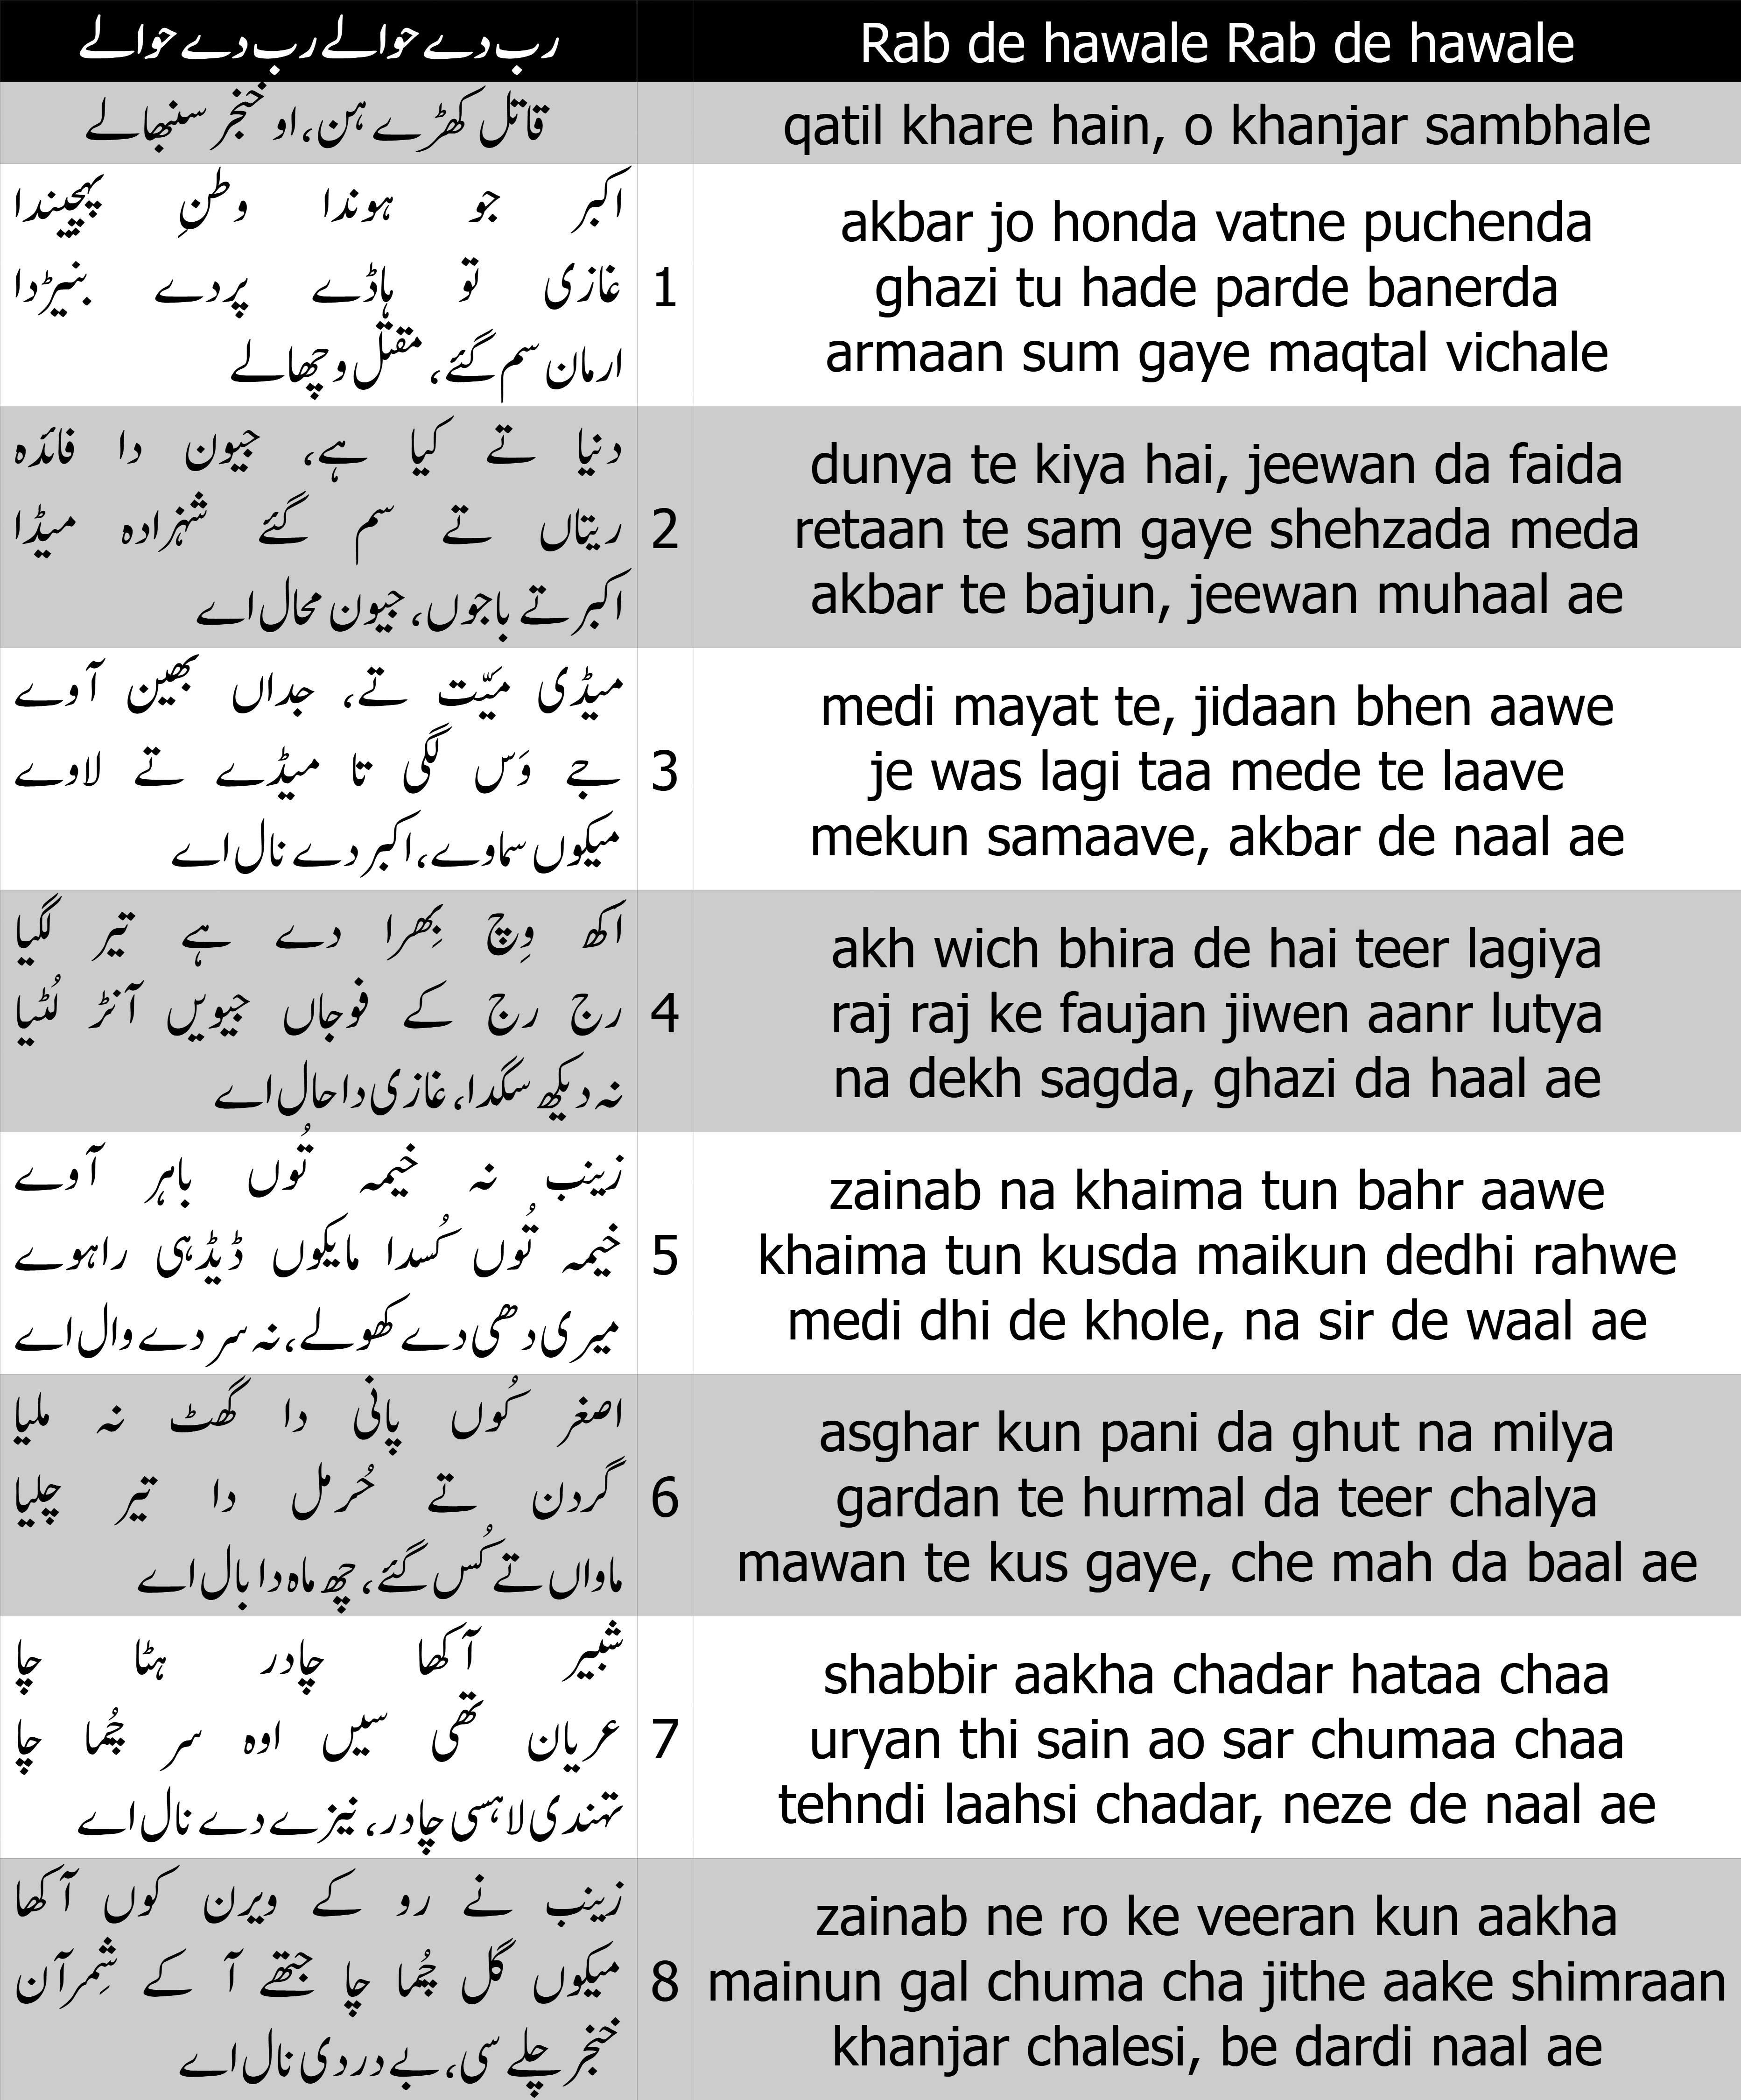 رب دے حوالے رب دے حوالے
Rab de hawale Rab de hawale
قاتل کھڑے ہن، او خنجر سنبھالے
qatil khare hain, o khanjar sambhale
اکبر جو ہوندا وطنِ پہچیندا
غازی تو ہاڈے پردے بنیڑدا
ارمان سم گئے، مقتل وچھالے
1
akbar jo honda vatne puchenda
ghazi tu hade parde banerda
armaan sum gaye maqtal vichale
دنیا تے کیا ہے، جیون دا فائدہ
ریتاں تے سم گئے شہزادہ میڈا
اکبر تے باجوں، جیون محال اے
2
dunya te kiya hai, jeewan da faida
retaan te sam gaye shehzada meda
akbar te bajun, jeewan muhaal ae
میڈی میّت تے، جداں بھین آوے
جے وَس لگی تا میڈے تے لاوے
میکوں سماوے، اکبر دے نال اے
3
medi mayat te, jidaan bhen aawe
je was lagi taa mede te laave
mekun samaave, akbar de naal ae
اکھ وِچ بِھرا دے ہے تیر لگیا
رج رج کے فوجاں جیویں آنڑ لُٹیا
نہ دیکھ سگدا، غازی دا حال اے
4
akh wich bhira de hai teer lagiya
raj raj ke faujan jiwen aanr lutya
na dekh sagda, ghazi da haal ae
زینب نہ خیمہ تُوں باہر آوے
خیمہ تُوں کُسدا مایکوں ڈیڈہی راہوے
میری دھی دے کھولے، نہ سر دے وال اے
5
zainab na khaima tun bahr aawe
khaima tun kusda maikun dedhi rahwe
medi dhi de khole, na sir de waal ae
اصغر کُوں پانی دا گھٹ نہ ملیا
گردن تے حُرمل دا تیر چلیا
ماواں تے کُس گئے، چھ ماہ دا بال اے
6
asghar kun pani da ghut na milya
gardan te hurmal da teer chalya
mawan te kus gaye, che mah da baal ae
شبیر آکھا چادر ہٹا چا
عریان تھی سیں اوہ سر چُما چا
تہندی لاہسی چادر، نیزے دے نال اے
7
shabbir aakha chadar hataa chaa
uryan thi sain ao sar chumaa chaa
tehndi laahsi chadar, neze de naal ae
زینب نے رو کے ویرن کوں آکھا
میکوں گل چُما چا جتھے آ کے شِمرآن
خنجر چلے سی، بے دردی نال اے
8
zainab ne ro ke veeran kun aakha
mainun gal chuma cha jithe aake shimraan
khanjar chalesi, be dardi naal ae